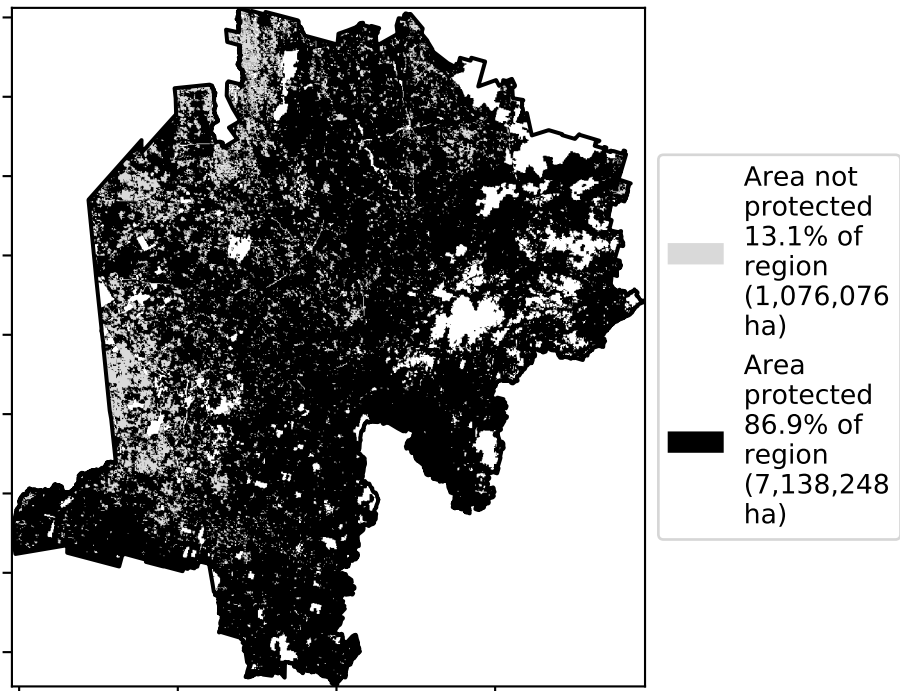 Area not
protected
13.1% of
region
(1,076,076
ha)
Area
protected
86.9% of
region
(7,138,248
ha)